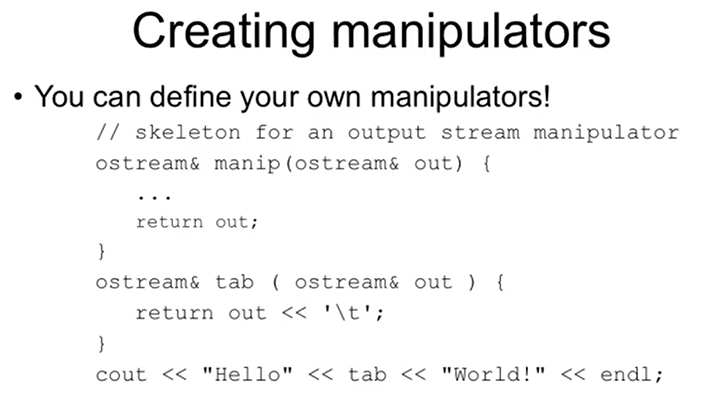 Creating manipulators
• You can define your own manipulators!
// skeleton for an output stream manipulator
ostream& manip(ostream& out) {
...
return out;
}
ostream& tab ( ostream& out ) {
return out << '\t';
}
cout << "Hello" << tab << "World!" << endl;